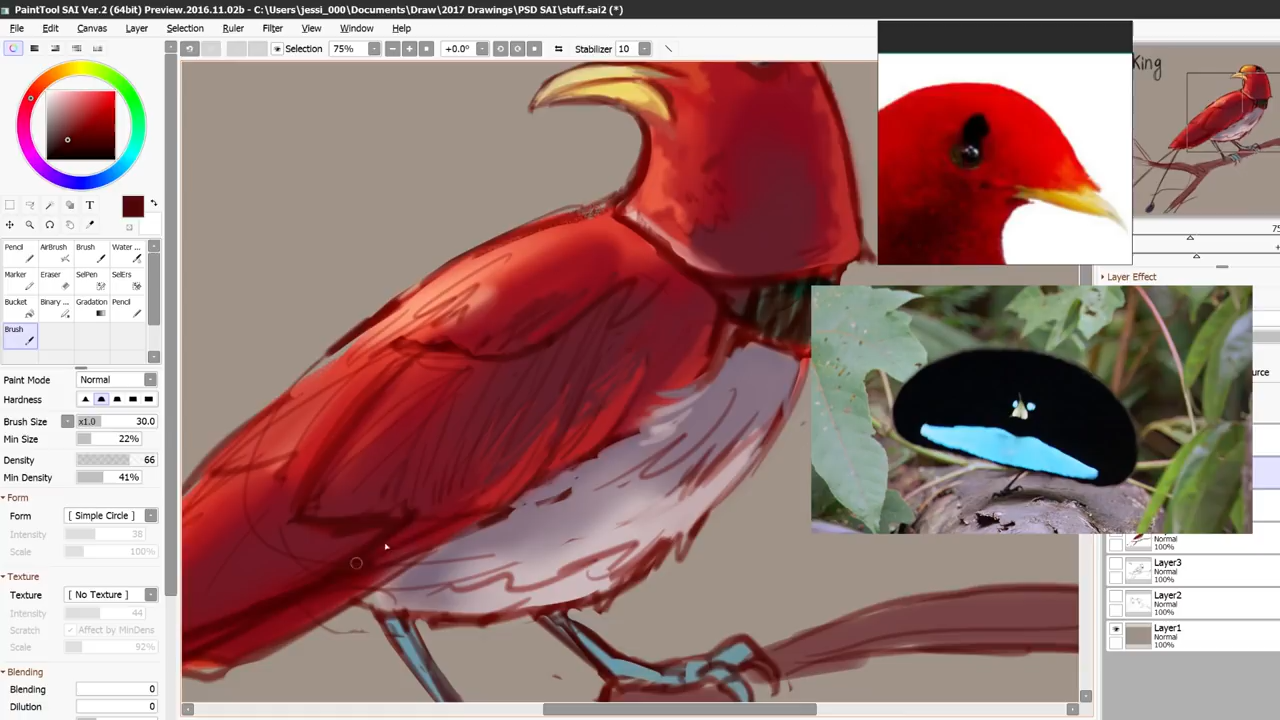 PaintTool SAI Ver.2 (64bit) Preview.2016.11.02b - C:\Users\jessi_000\Documents\Draw\2017 Drawings\PSD SAI\stuff.sai2 (*)
File Edit Canvas Layer Selection Ruler Filter View Window Help
Selection 75% +0.0° Stabilizer 10
King
T
Pencil AirBrush Brush Water ...
Marker Eraser SelPen SelErs
Bucket Binary ... Gradation Pencil
Brush
Paint Mode Normal
Hardness
Brush Size x1.0 30.0
Min Size 22%
Density 66
Min Density 41%
Form
Form [ Simple Circle ]
Intensity 38
Scale 100%
Texture
Texture [ No Texture ]
Intensity 44
Scratch Affect by MinDens
Scale 92%
Blending
Blending 0
Dilution 0
Layer Effect
Normal
100%
Layer3
Normal
100%
Layer2
Normal
100%
Layer1
Normal
100%